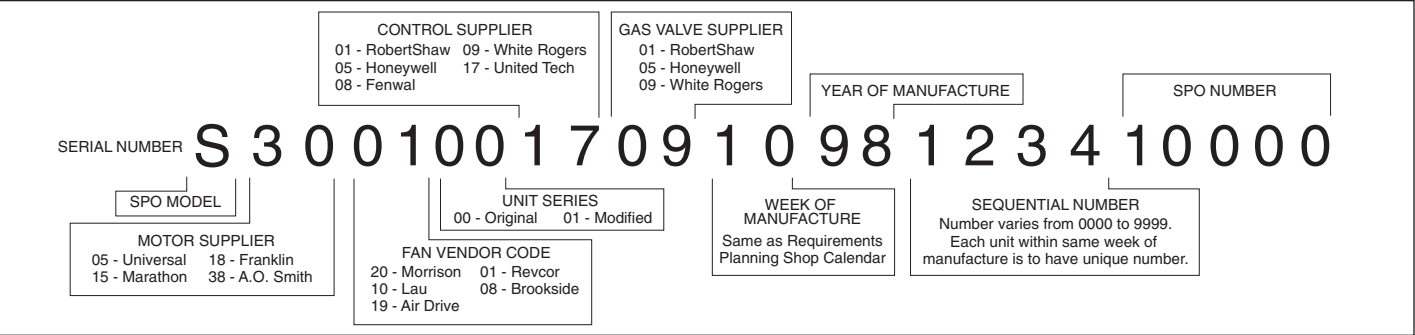 CONTROL SUPPLIER
01 - RobertShaw 09 - White Rogers
05 - Honeywell 17 - United Tech
08 - Fenwal
GAS VALVE SUPPLIER
01 - RobertShaw
05 - Honeywell
09 - White Rogers
YEAR OF MANUFACTURE
SPO NUMBER
SERIAL NUMBER S 3 0 0 1 0 0 1 7 0 9 1 0 9 8 1 2 3 4 1 0 0 0 0
SPO MODEL
MOTOR SUPPLIER
05 - Universal 18 - Franklin
15 - Marathon 38 - A.O. Smith
FAN VENDOR CODE
20 - Morrison 01 - Revcor
10 - Lau 08 - Brookside
19 - Air Drive
UNIT SERIES
00 - Original 01 - Modified
WEEK OF
MANUFACTURE
Same as Requirements
Planning Shop Calendar
SEQUENTIAL NUMBER
Number varies from 0000 to 9999.
Each unit within same week of
manufacture is to have unique number.